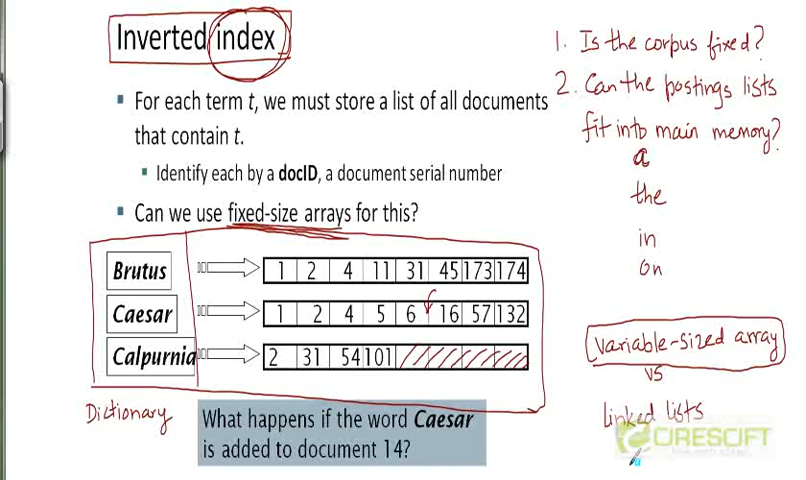 Inverted index
For each term t, we must store a list of all documents
that contain t.
Identify each by a docID, a document serial number
Can we use fixed-size arrays for this?
Brutus 1 2 4 11 31 45 173 174
Caesar 1 2 4 5 6 16 57 132
Calpurnia 2 31 54 101
Dictionary
What happens if the word Caesar
is added to document 14?
1. Is the corpus fixed?
2. Can the postings lists
fit into main memory?
a
the
in
on
Variable-sized array
vs
linked lists